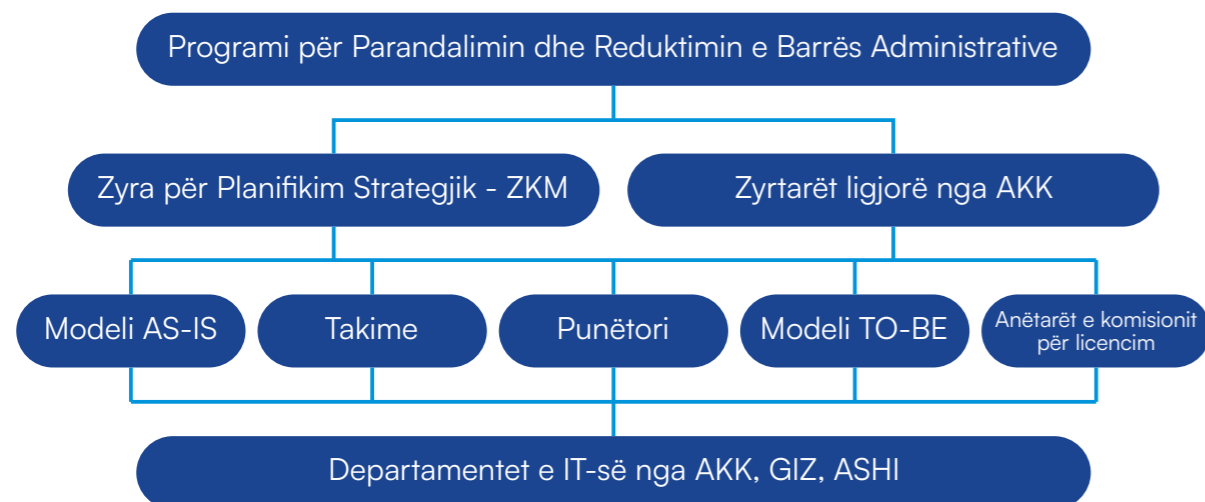 Programi për Parandalimin dhe Reduktimin e Barrës Administrative
Zyra për Planifikim Strategjik - ZKM
Zyrtarët ligjorë nga AKK
Modeli AS-IS
Takime
Punëtori
Modeli TO-BE
Anëtarët e komisionit
për licencim
Departamentet e IT-së nga AKK, GIZ, ASHI